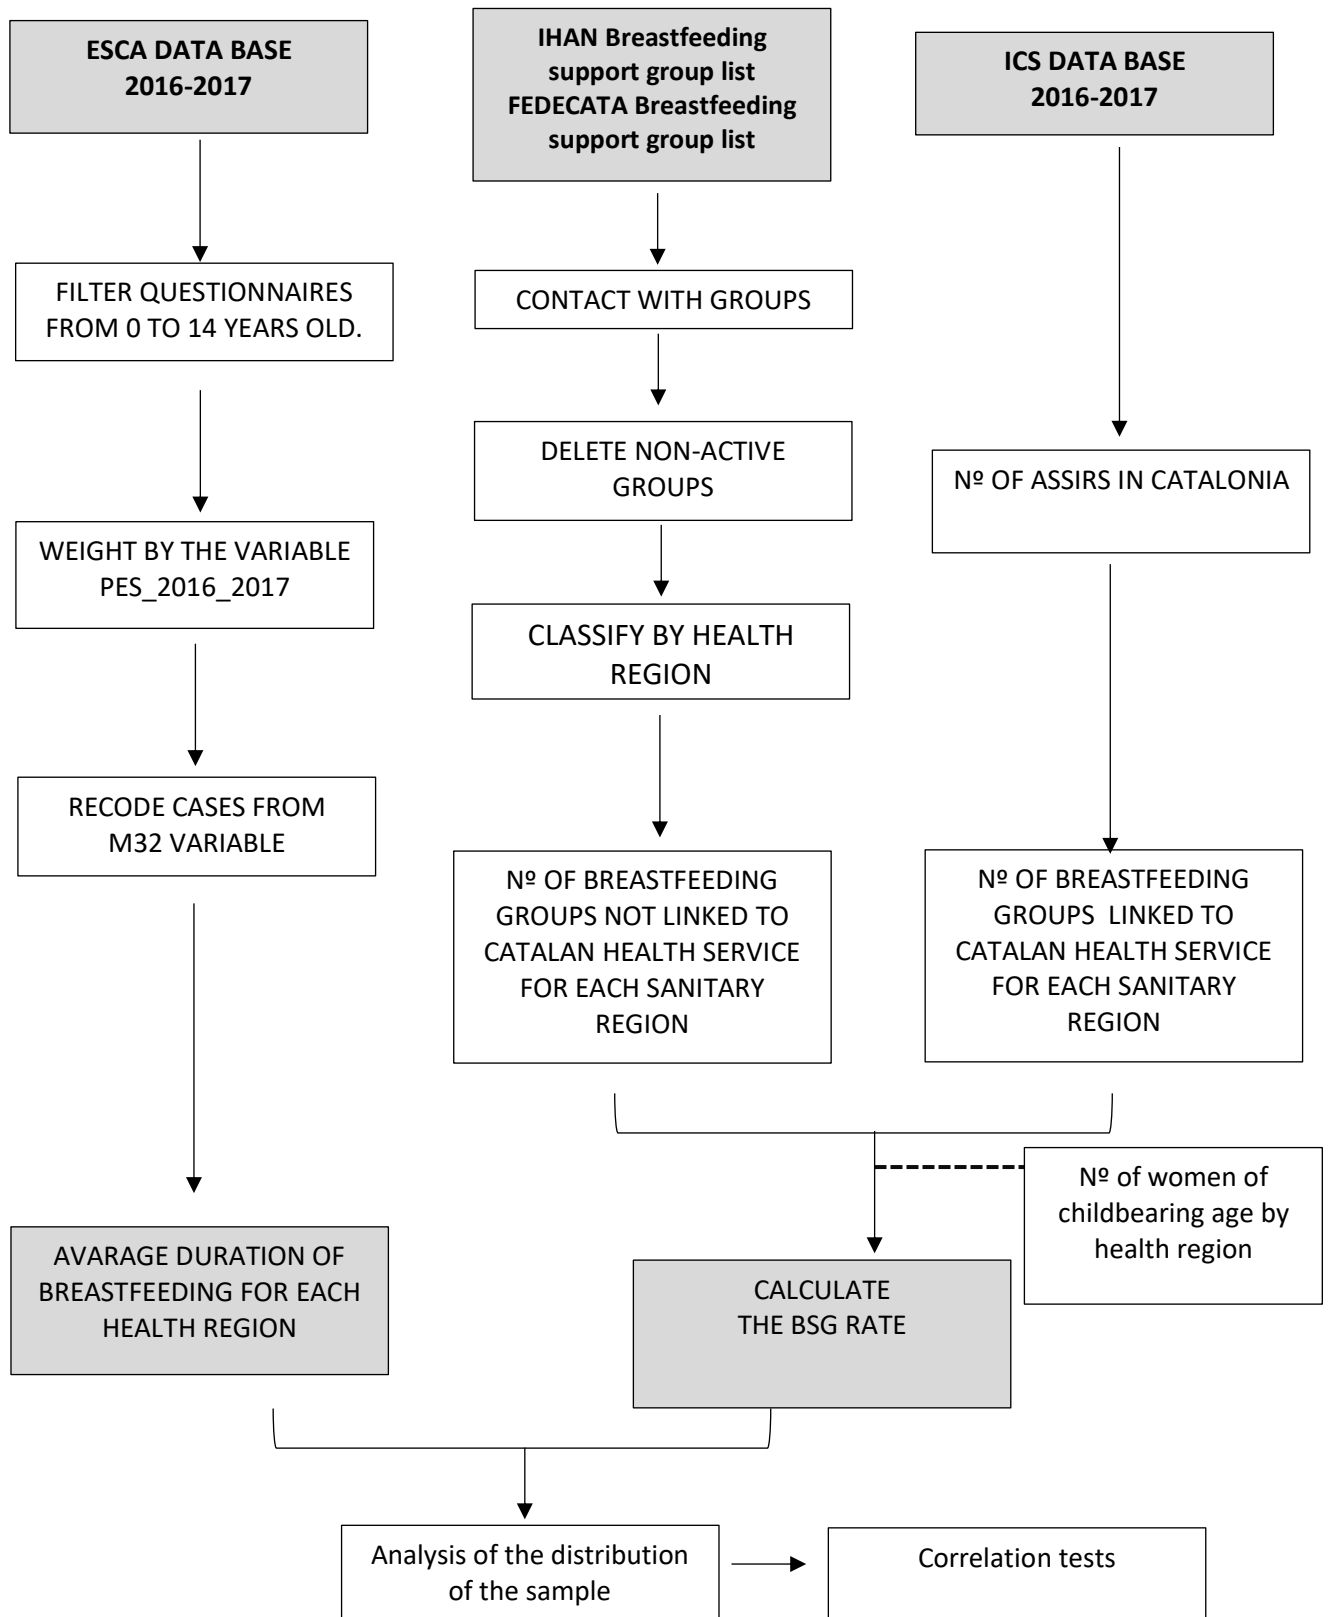 ESCA DATA BASE
2016-2017
IHAN Breastfeeding
support group list
FEDECATA Breastfeeding
support group list
ICS DATA BASE
2016-2017
FILTER QUESTIONNAIRES
FROM 0 TO 14 YEARS OLD.
CONTACT WITH GROUPS
DELETE NON-ACTIVE
GROUPS
Nº OF ASSIRS IN CATALONIA
WEIGHT BY THE VARIABLE
PES_2016_2017
CLASSIFY BY HEALTH
REGION
RECODE CASES FROM
M32 VARIABLE
Nº OF BREASTFEEDING
GROUPS NOT LINKED TO
CATALAN HEALTH SERVICE
FOR EACH SANITARY
REGION
Nº OF BREASTFEEDING
GROUPS  LINKED TO
CATALAN HEALTH SERVICE
FOR EACH SANITARY
REGION
Nº of women of
childbearing age by
health region
AVARAGE DURATION OF
BREASTFEEDING FOR EACH
HEALTH REGION
CALCULATE
THE BSG RATE
Analysis of the distribution
of the sample
Correlation tests